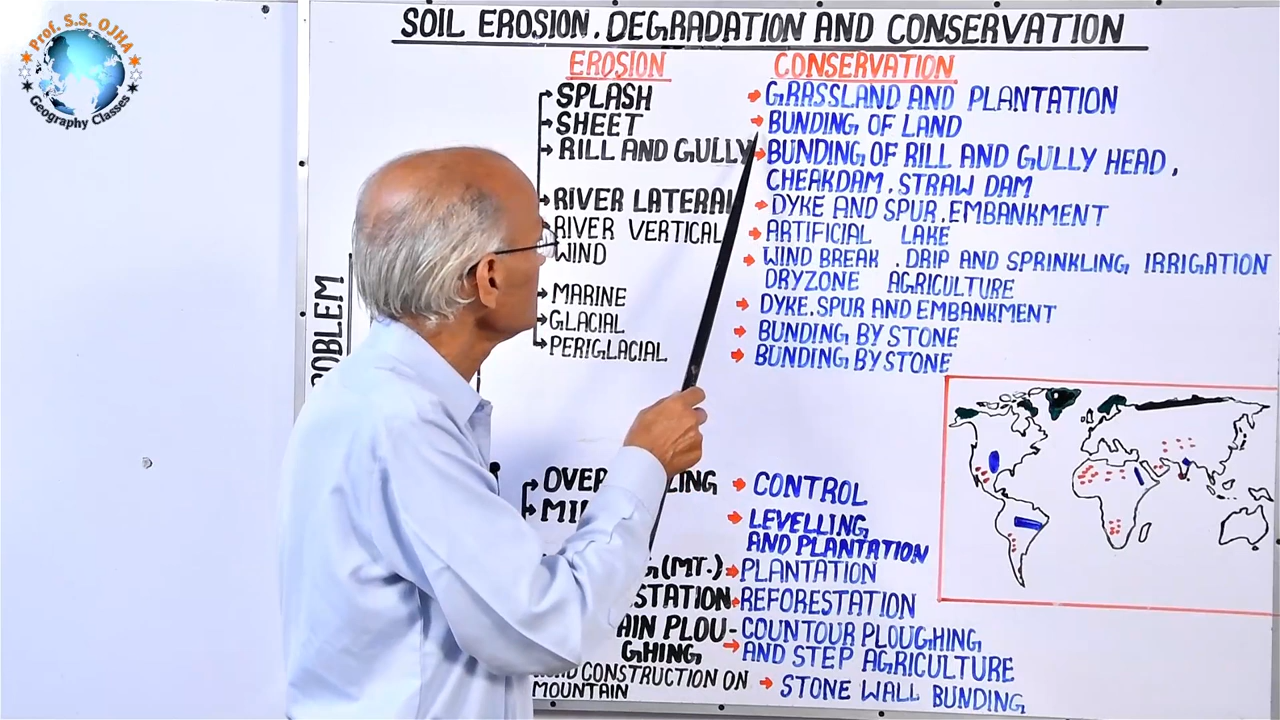 Prof. S.S. OJHA
Geography Classes
SOIL EROSION. DEGRADATION AND CONSERVATION
EROSION CONSERVATION
SPLASH GRASSLAND AND PLANTATION
SHEET BUNDING OF LAND
RILL AND GULLY BUNDING OF RILL AND GULLY HEAD,
CHEAKDAM. STRAW DAM
RIVER LATERAL DYKE AND SPUR. EMBANKMENT
RIVER VERTICAL ARTIFICIAL LAKE
WIND WIND BREAK . DRIP AND SPRINKLING IRRIGATION
DRYZONE AGRICULTURE
MARINE DYKE. SPUR AND EMBANKMENT
GLACIAL BUNDING BY STONE
PERIGLACIAL BUNDING BY STONE
CONTROL
LEVELLING
AND PLANTATION
(MT.) PLANTATION
REFORESTATION
PLOU- COUNTOUR PLOUGHING
GHING AND STEP AGRICULTURE
CONSTRUCTION ON STONE WALL BUNDING
MOUNTAIN